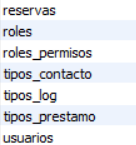 reservas
roles
roles_permisos
tipos_contacto
tipos_log
tipos_prestamo
usuarios